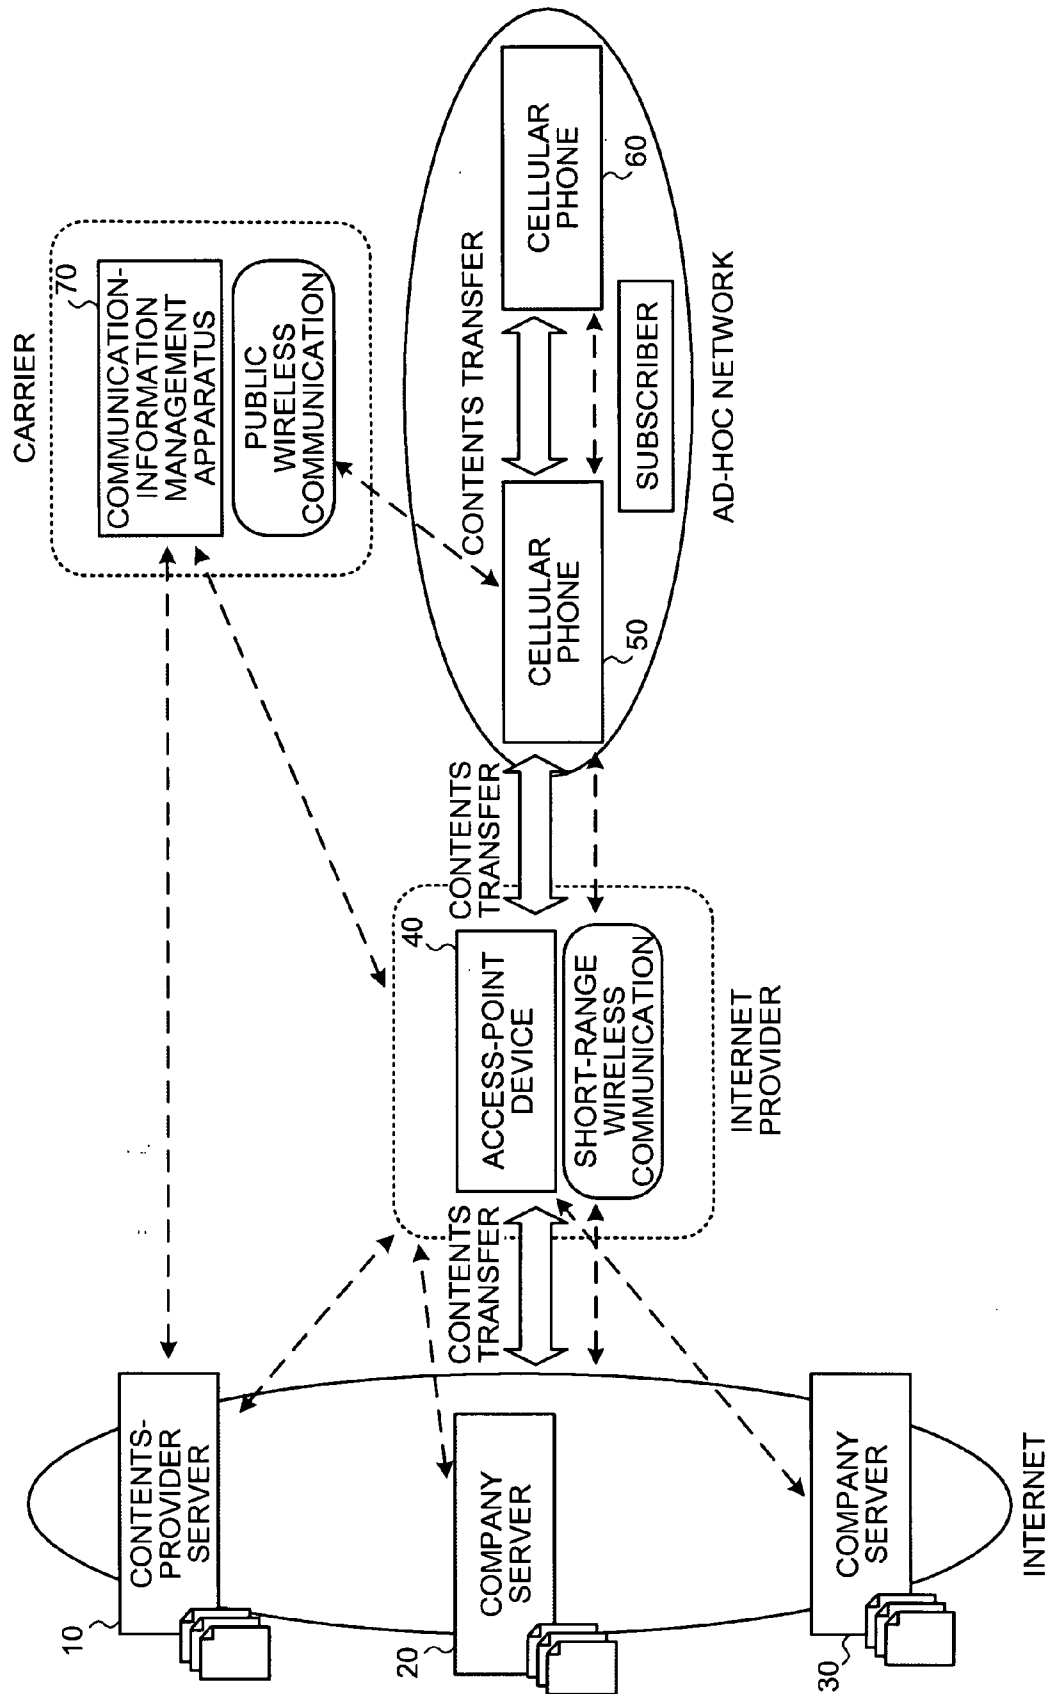 CARRIER
70
COMMUNICATION-
INFORMATION
MANAGEMENT
APPARATUS
PUBLIC
WIRELESS
COMMUNICATION
10
CONTENTS-
PROVIDER
SERVER
20
COMPANY
SERVER
30
COMPANY
SERVER
INTERNET
CONTENTS
TRANSFER
40
ACCESS-POINT
DEVICE
SHORT-RANGE
WIRELESS
COMMUNICATION
INTERNET
PROVIDER
CONTENTS
TRANSFER
CELLULAR
PHONE
50
CONTENTS TRANSFER
CELLULAR
PHONE
60
SUBSCRIBER
AD-HOC NETWORK